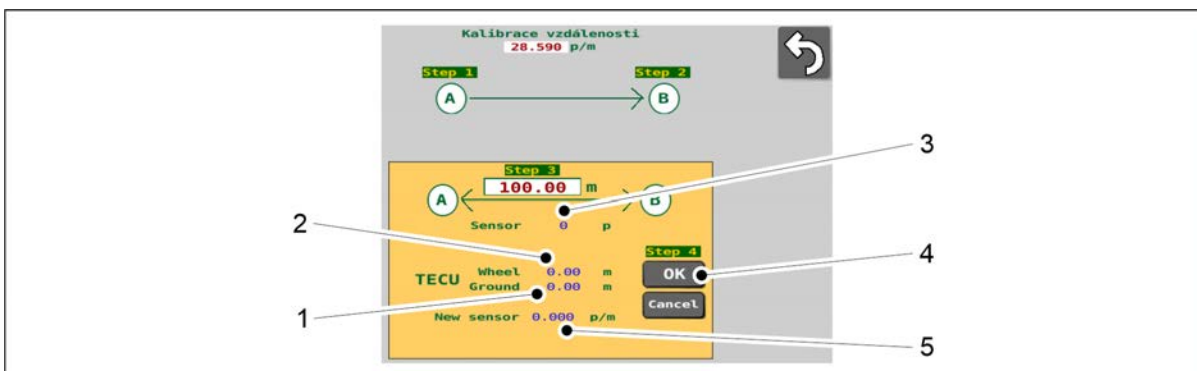 Kalibrace vzdálenosti
28.590 p/m
Step 1 Step 2
A B
3
Step 3
100.00 m
A B
2
Sensor 0 p
Step 4
4
Wheel 0.00 m OK
TECU
Ground 0.00 m
1
Cancel
New sensor 0.000 p/m
5